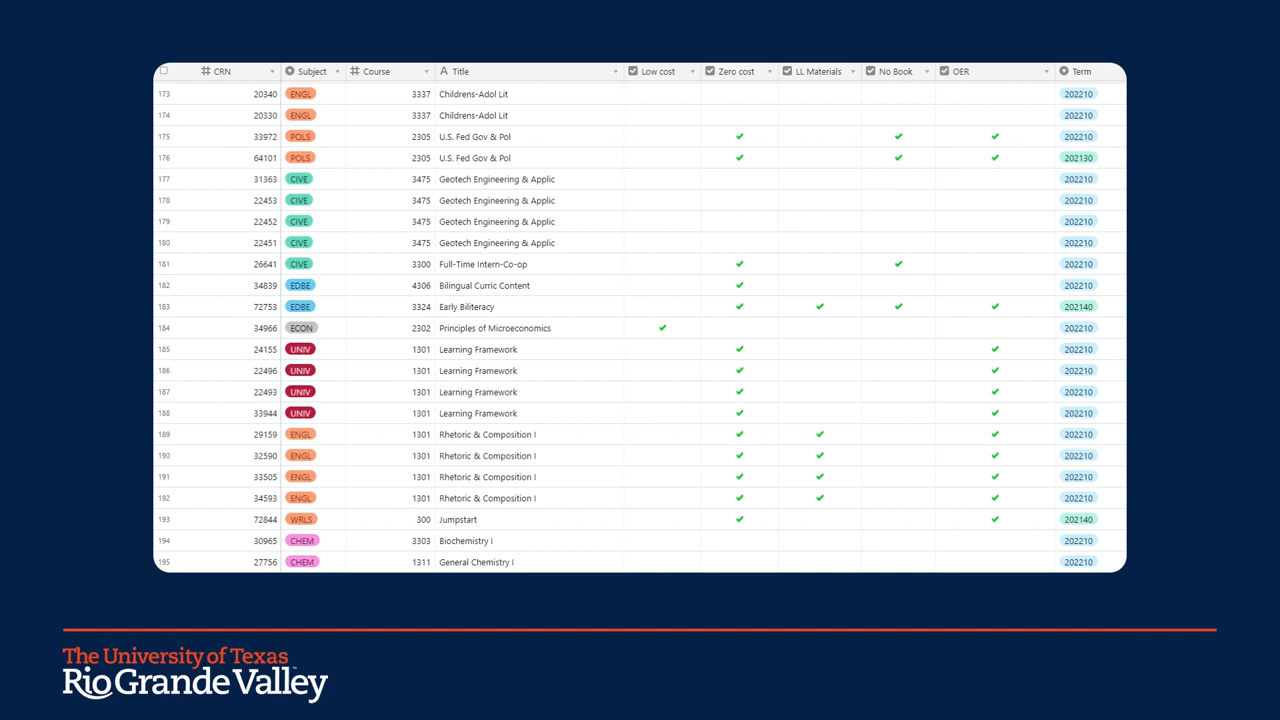 CRN Subject Course Title Low cost Zero cost LL Materials No Book OER Term
173 20340 ENGL 3337 Childrens-Adol Lit 202210
174 20330 ENGL 3337 Childrens-Adol Lit 202210
175 33972 POLS 2305 U.S. Fed Gov & Pol 202210
176 64101 POLS 2305 U.S. Fed Gov & Pol 202130
177 31363 CIVE 3475 Geotech Engineering & Applic 202210
178 22453 CIVE 3475 Geotech Engineering & Applic 202210
179 22452 CIVE 3475 Geotech Engineering & Applic 202210
180 22451 CIVE 3475 Geotech Engineering & Applic 202210
181 26641 CIVE 3300 Full-Time Intern-Co-op 202210
182 34839 EDBE 4306 Bilingual Curric Content 202210
183 72753 EDBE 3324 Early Biliteracy 202140
184 34966 ECON 2302 Principles of Microeconomics 202210
185 24155 UNIV 1301 Learning Framework 202210
186 22496 UNIV 1301 Learning Framework 202210
187 22493 UNIV 1301 Learning Framework 202210
188 33944 UNIV 1301 Learning Framework 202210
189 29159 ENGL 1301 Rhetoric & Composition I 202210
190 32590 ENGL 1301 Rhetoric & Composition I 202210
191 33505 ENGL 1301 Rhetoric & Composition I 202210
192 34593 ENGL 1301 Rhetoric & Composition I 202210
193 72844 WRLS 300 Jumpstart 202140
194 30965 CHEM 3303 Biochemistry I 202210
195 27756 CHEM 1311 General Chemistry I 202210
The University of Texas
Rio Grande Valley™